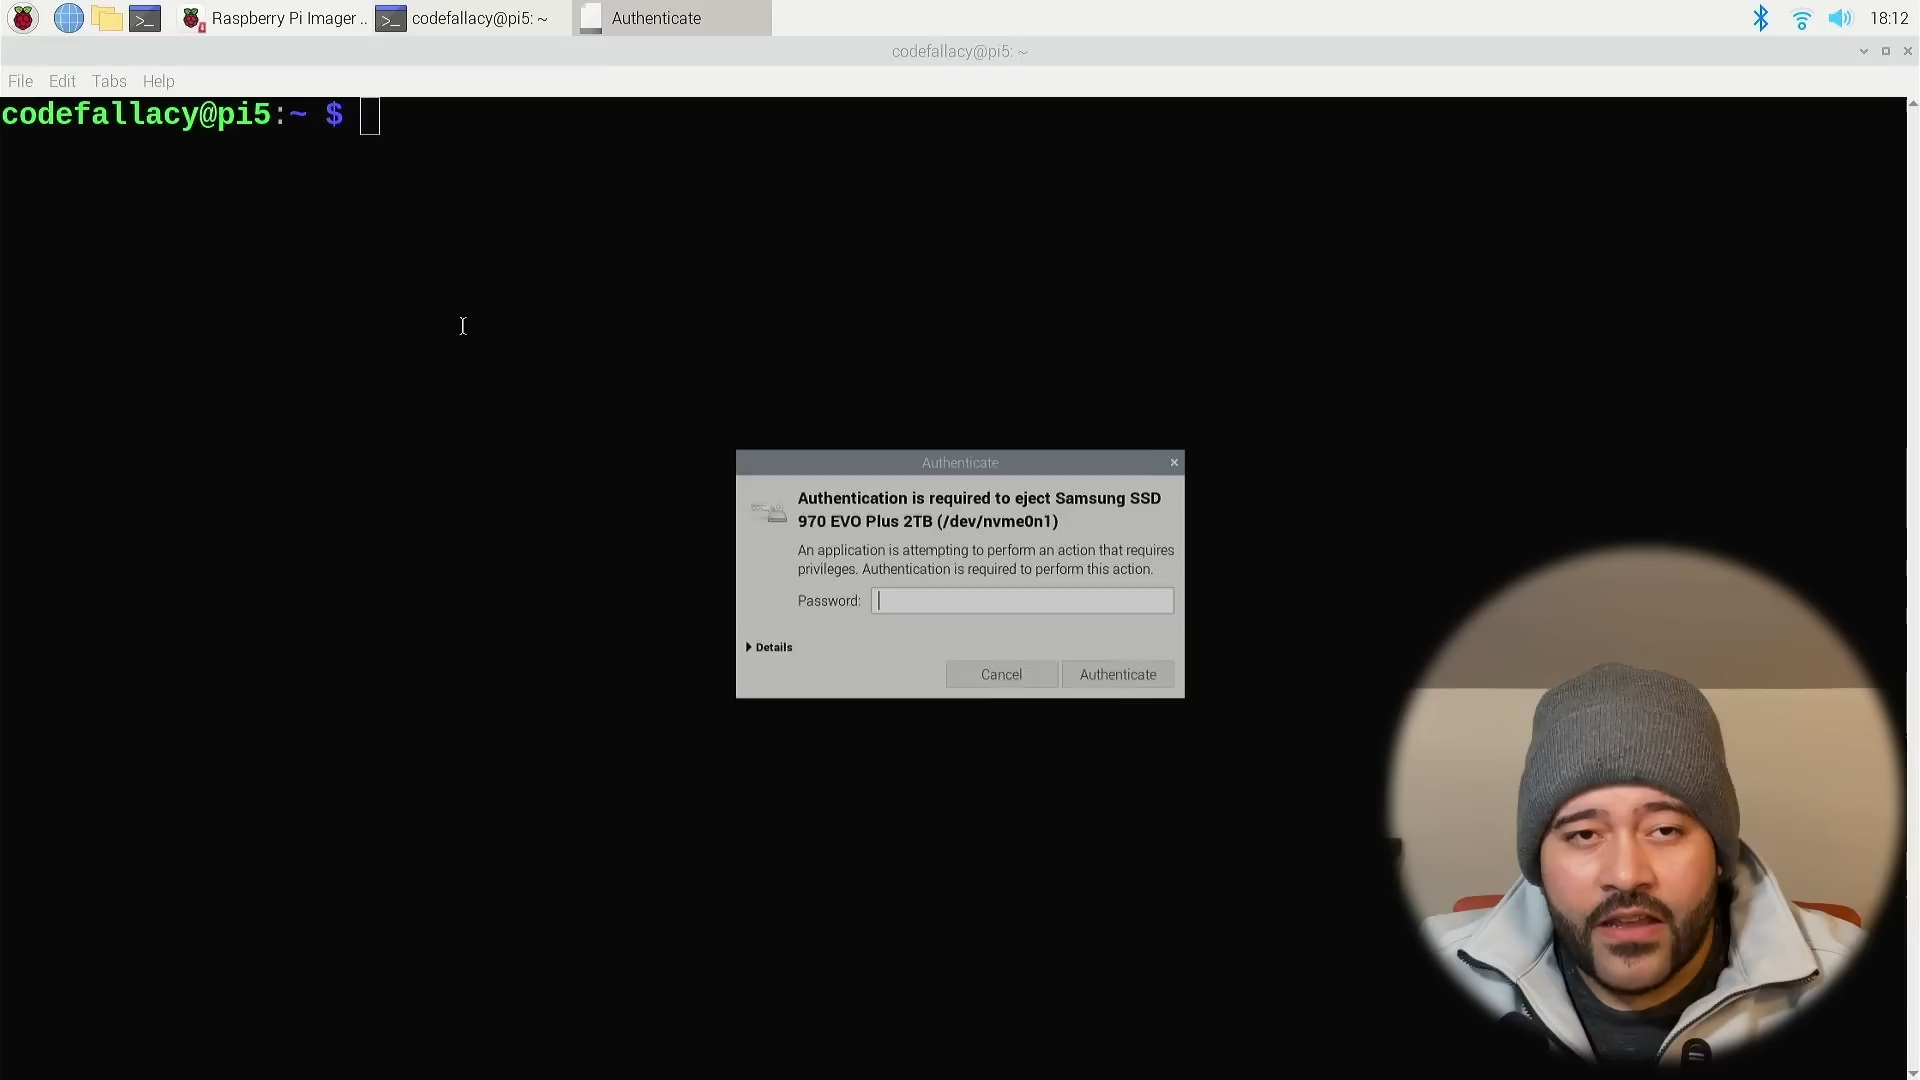 Raspberry Pi Imager ..
codefallacy@pi5: ~
Authenticate
18:12
codefallacy@pi5: ~
File Edit Tabs Help
codefallacy@pi5:~ $
Authenticate
Authentication is required to eject Samsung SSD
970 EVO Plus 2TB (/dev/nvme0n1)
An application is attempting to perform an action that requires
privileges. Authentication is required to perform this action.
Password:
Details
Cancel
Authenticate